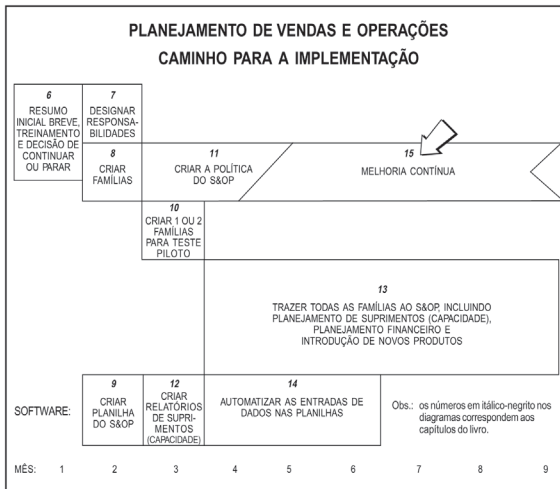 PLANEJAMENTO DE VENDAS E OPERAÇÕES
CAMINHO PARA A IMPLEMENTAÇÃO
6
RESUMO
INICIAL BREVE,
TREINAMENTO
E DECISÃO DE
CONTINUAR
OU PARAR
7
DESIGNAR
RESPONSA-
BILIDADES
8
CRIAR
FAMÍLIAS
11
CRIAR A POLÍTICA
DO S&OP
15
MELHORIA CONTÍNUA
10
CRIAR 1 OU 2
FAMÍLIAS
PARA TESTE
PILOTO
13
TRAZER TODAS AS FAMÍLIAS AO S&OP, INCLUINDO
PLANEJAMENTO DE SUPRIMENTOS (CAPACIDADE),
PLANEJAMENTO FINANCEIRO E
INTRODUÇÃO DE NOVOS PRODUTOS
SOFTWARE:
9
CRIAR
PLANILHA
DO S&OP
12
CRIAR
RELATÓRIOS
DE SUPRI-
MENTOS
(CAPACIDADE)
14
AUTOMATIZAR AS ENTRADAS DE
DADOS NAS PLANILHAS
Obs.: os números em itálico-negrito nos
diagramas correspondem aos
capítulos do livro.
MÊS: 1 2 3 4 5 6 7 8 9